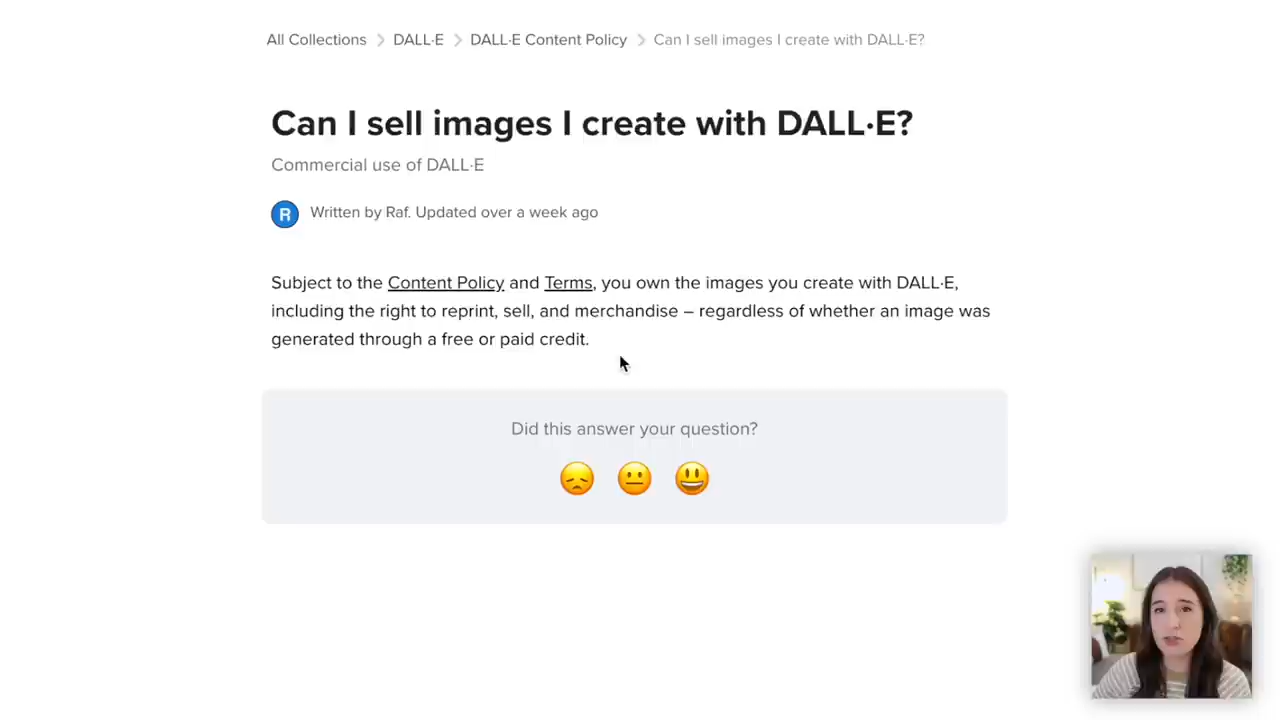 All Collections > DALL·E > DALL·E Content Policy > Can I sell images I create with DALL·E?
Can I sell images I create with DALL·E?
Commercial use of DALL·E
R Written by Raf. Updated over a week ago
Subject to the Content Policy and Terms, you own the images you create with DALL·E,
including the right to reprint, sell, and merchandise – regardless of whether an image was
generated through a free or paid credit.
Did this answer your question?